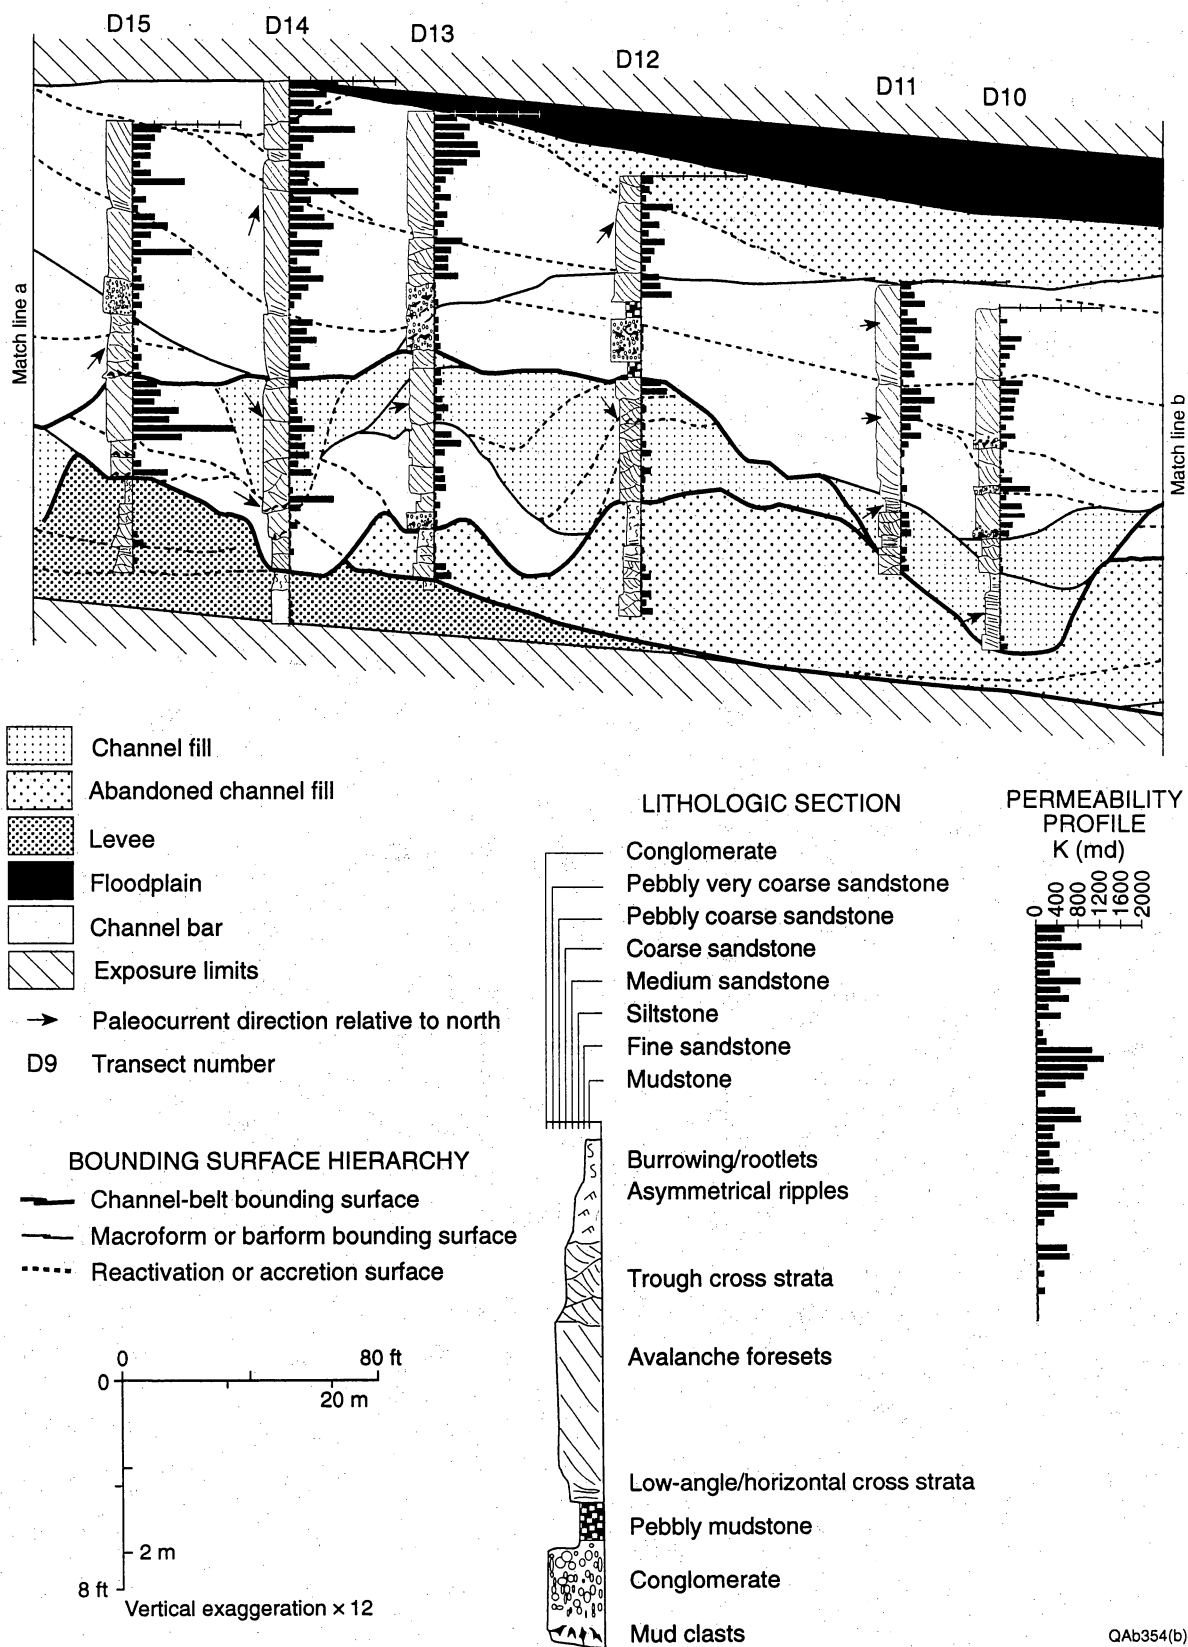 D15 D14 D13 D12 D11 D10
Match line a
Match line b
Channel fill
Abandoned channel fill
Levee
Floodplain
Channel bar
Exposure limits
Paleocurrent direction relative to north
D9 Transect number
BOUNDING SURFACE HIERARCHY
Channel-belt bounding surface
Macroform or barform bounding surface
Reactivation or accretion surface
0 80 ft
0
20 m
2 m
8 ft
Vertical exaggeration × 12
LITHOLOGIC SECTION
Conglomerate
Pebbly very coarse sandstone
Pebbly coarse sandstone
Coarse sandstone
Medium sandstone
Siltstone
Fine sandstone
Mudstone
Burrowing/rootlets
Asymmetrical ripples
Trough cross strata
Avalanche foresets
Low-angle/horizontal cross strata
Pebbly mudstone
Conglomerate
Mud clasts
PERMEABILITY
PROFILE
K (md)
0 400 800 1200 1600 2000
QAb354(b)